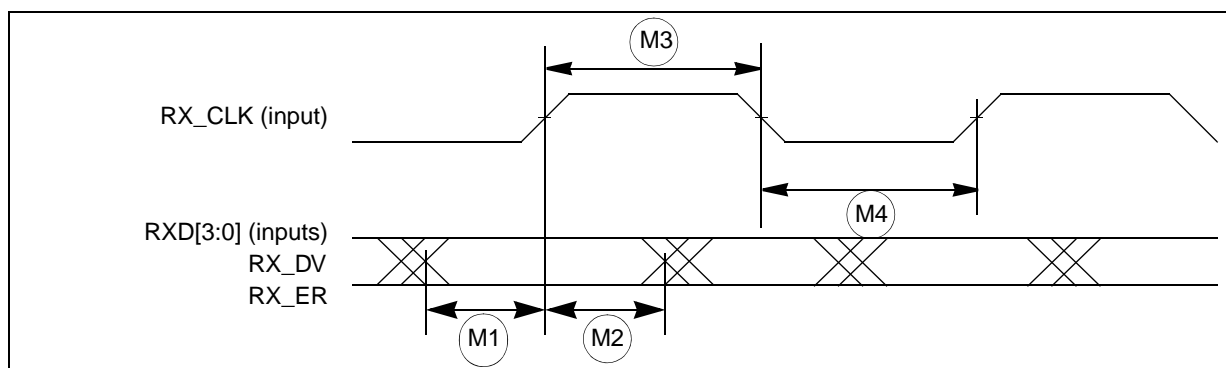 M3
RX_CLK (input)
M4
RXD[3:0] (inputs)
RX_DV
RX_ER
M1
M2